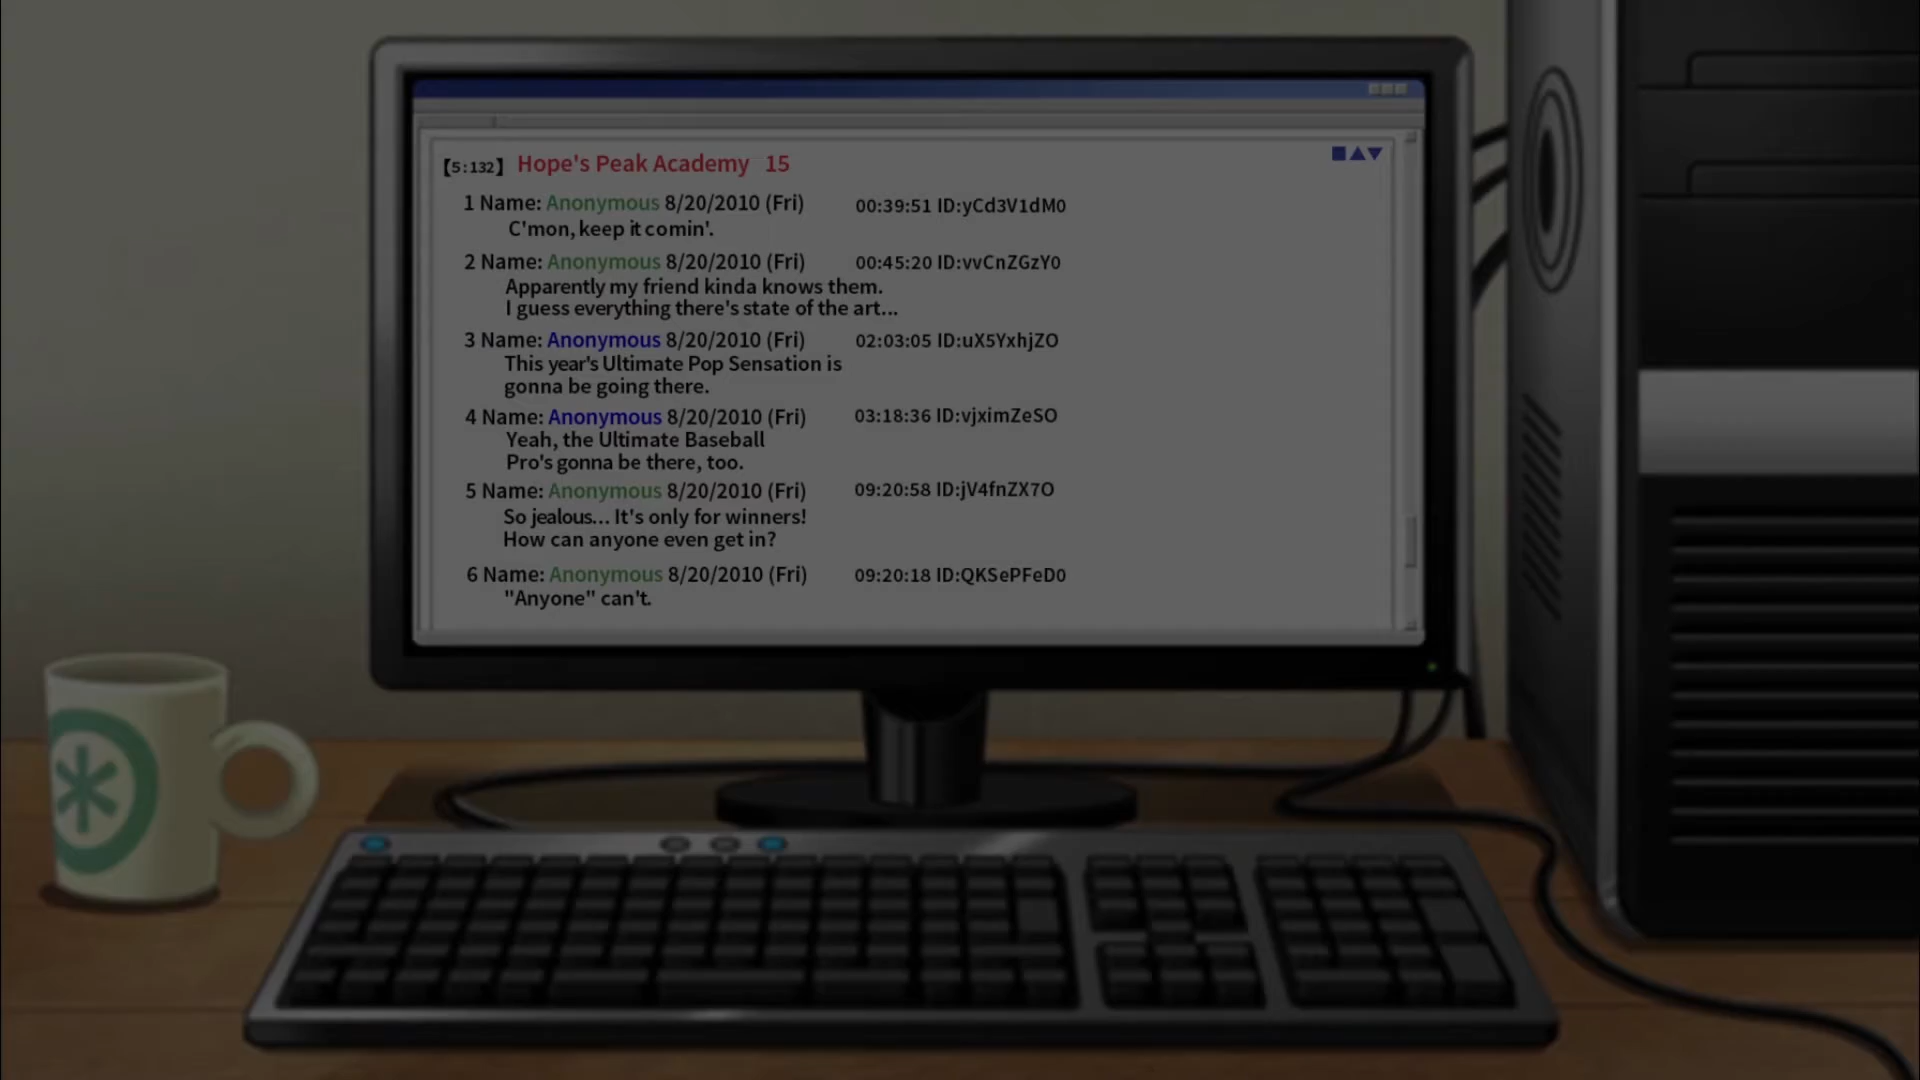 【5:132】 Hope's Peak Academy 15
1 Name: Anonymous 8/20/2010 (Fri) 00:39:51 ID:yCd3V1dM0
C'mon, keep it comin'.
2 Name: Anonymous 8/20/2010 (Fri) 00:45:20 ID:vvCnZGzY0
Apparently my friend kinda knows them.
I guess everything there's state of the art...
3 Name: Anonymous 8/20/2010 (Fri) 02:03:05 ID:uX5YxhjZO
This year's Ultimate Pop Sensation is
gonna be going there.
4 Name: Anonymous 8/20/2010 (Fri) 03:18:36 ID:vjximZeSO
Yeah, the Ultimate Baseball
Pro's gonna be there, too.
5 Name: Anonymous 8/20/2010 (Fri) 09:20:58 ID:jV4fnZX7O
So jealous... It's only for winners!
How can anyone even get in?
6 Name: Anonymous 8/20/2010 (Fri) 09:20:18 ID:QKSePFeD0
"Anyone" can't.